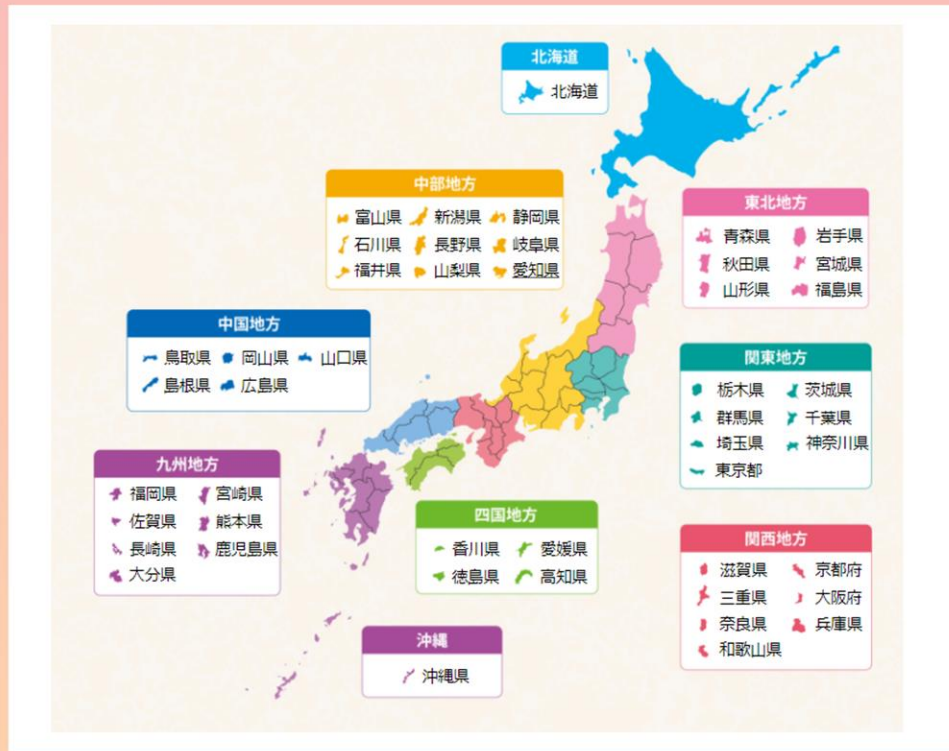 北海道
北海道
中部地方
富山県 新潟県 静岡県
石川県 長野県 岐阜県
福井県 山梨県 愛知県
東北地方
青森県 岩手県
秋田県 宮城県
山形県 福島県
中国地方
鳥取県 岡山県 山口県
島根県 広島県
関東地方
栃木県 茨城県
群馬県 千葉県
埼玉県 神奈川県
東京都
九州地方
福岡県 宮崎県
佐賀県 熊本県
長崎県 鹿児島県
大分県
四国地方
香川県 愛媛県
徳島県 高知県
関西地方
滋賀県 京都府
三重県 大阪府
奈良県 兵庫県
和歌山県
沖縄
沖縄県